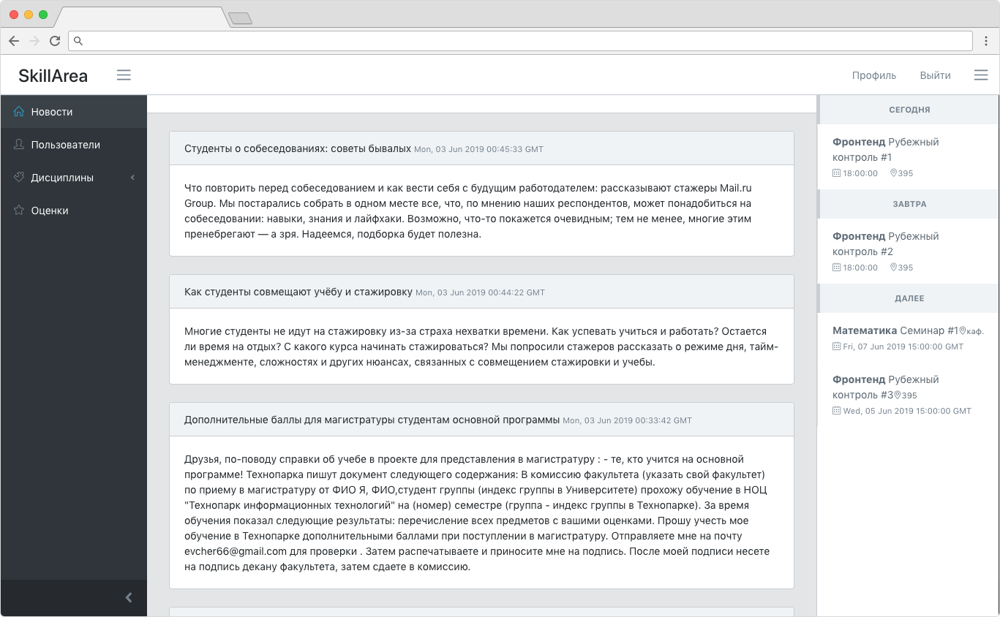 SkillArea
Профиль
Выйти
Новости
Пользователи
Дисциплины
Оценки
Студенты о собеседованиях: советы бывалых Mon, 03 Jun 2019 00:45:33 GMT
Что повторить перед собеседованием и как вести себя с будущим работодателем: рассказывают стажеры Mail.ru
Group. Мы постарались собрать в одном месте все, что, по мнению наших респондентов, может понадобиться на
собеседовании: навыки, знания и лайфхаки. Возможно, что-то покажется очевидным; тем не менее, многие этим
пренебрегают — а зря. Надеемся, подборка будет полезна.
Как студенты совмещают учёбу и стажировку Mon, 03 Jun 2019 00:44:22 GMT
Многие студенты не идут на стажировку из-за страха нехватки времени. Как успевать учиться и работать? Остается
ли время на отдых? С какого курса начинать стажироваться? Мы попросили стажеров рассказать о режиме дня, тайм-
менеджменте, сложностях и других нюансах, связанных с совмещением стажировки и учебы.
Дополнительные баллы для магистратуры студентам основной программы Mon, 03 Jun 2019 00:33:42 GMT
Друзья, по-поводу справки об учебе в проекте для представления в магистратуру : - те, кто учится на основной
программе! Технопарка пишут документ следующего содержания: В комиссию факультета (указать свой факультет)
по приему в магистратуру от ФИО Я, ФИО,студент группы (индекс группы в Университете) прохожу обучение в НОЦ
"Технопарк информационных технологий" на (номер) семестре (группа - индекс группы в Технопарке). За время
обучения показал следующие результаты: перечисление всех предметов с вашими оценками. Прошу учесть мое
обучение в Технопарке дополнительными баллами при поступлении в магистратуру. Отправляете мне на почту
evcher66@gmail.com для проверки . Затем распечатываете и приносите мне на подпись. После моей подписи несете
на подпись декану факультета, затем сдаете в комиссию.
СЕГОДНЯ
Фронтенд Рубежный
контроль #1
18:00:00 395
ЗАВТРА
Фронтенд Рубежный
контроль #2
18:00:00 395
ДАЛЕЕ
Математика Семинар #1 каф.
Fri, 07 Jun 2019 15:00:00 GMT
Фронтенд Рубежный
контроль #3 395
Wed, 05 Jun 2019 15:00:00 GMT